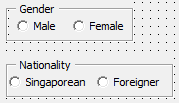 Gender
Male Female
Nationality
Singaporean Foreigner